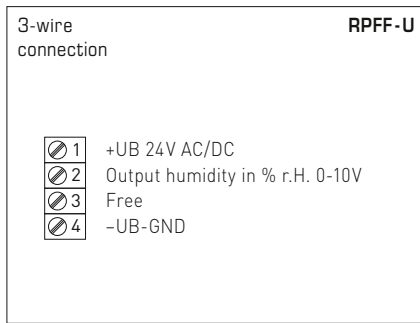 3-wire RPFF-U
connection
1 +UB 24V AC/DC
2 Output humidity in % r.H. 0-10V
3 Free
4 –UB-GND